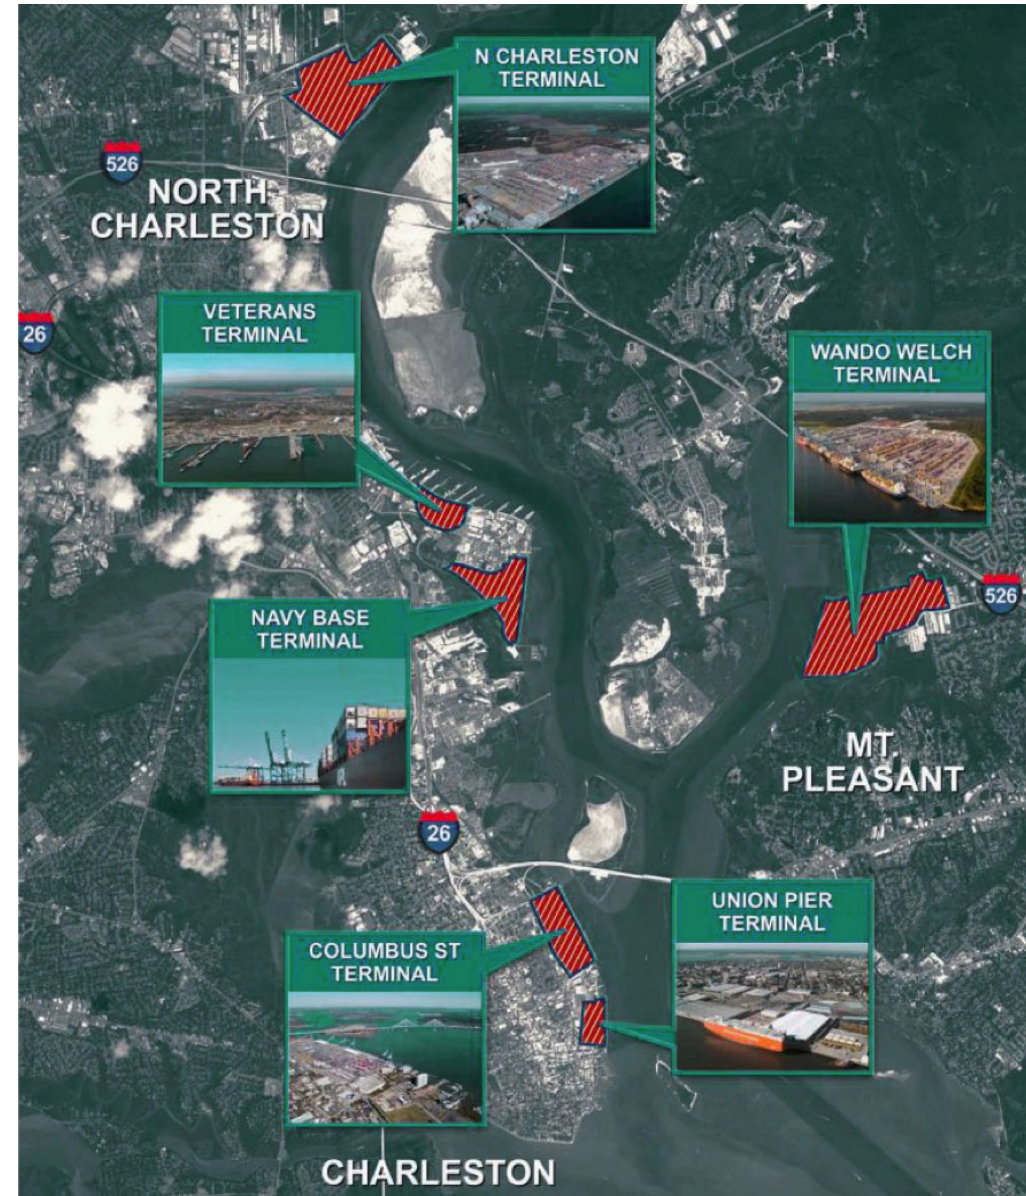 N CHARLESTON
TERMINAL
526
NORTH
CHARLESTON
VETERANS
TERMINAL
26
WANDO WELCH
TERMINAL
526
NAVY BASE
TERMINAL
MT.
PLEASANT
26
UNION PIER
TERMINAL
COLUMBUS ST
TERMINAL
CHARLESTON